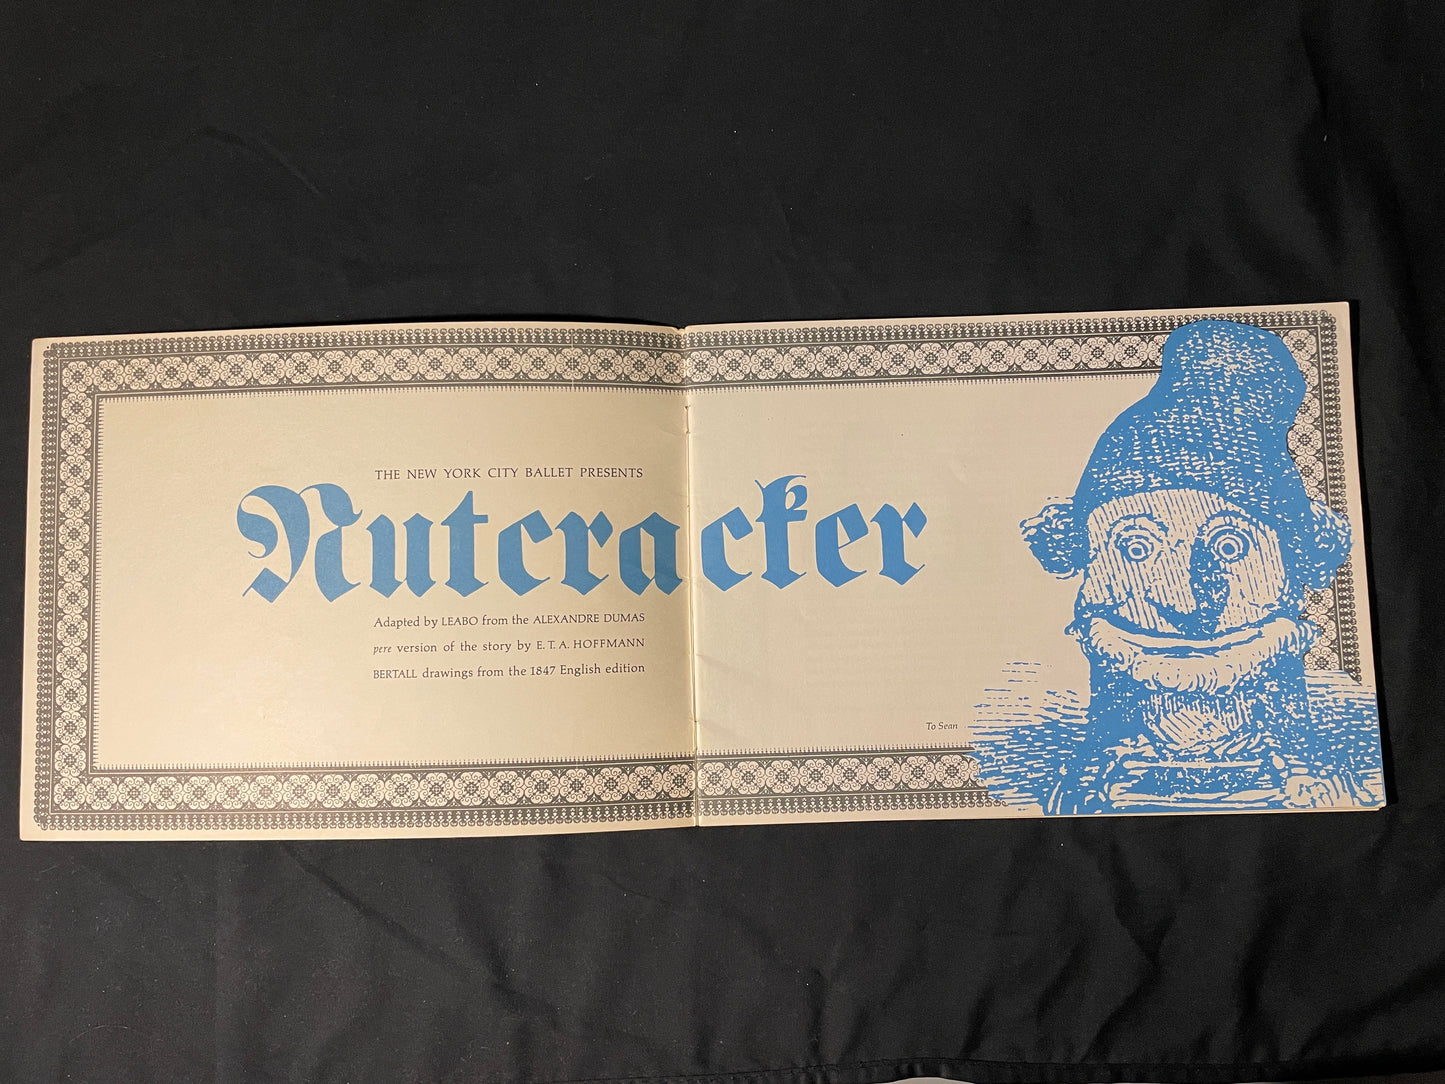 THE NEW YORK CITY BALLET PRESENTS
Nutcracker
Adapted by LEABO from the ALEXANDRE DUMAS
pere version of the story by E. T. A. HOFFMANN
BERTALL drawings from the 1847 English edition
To Sean